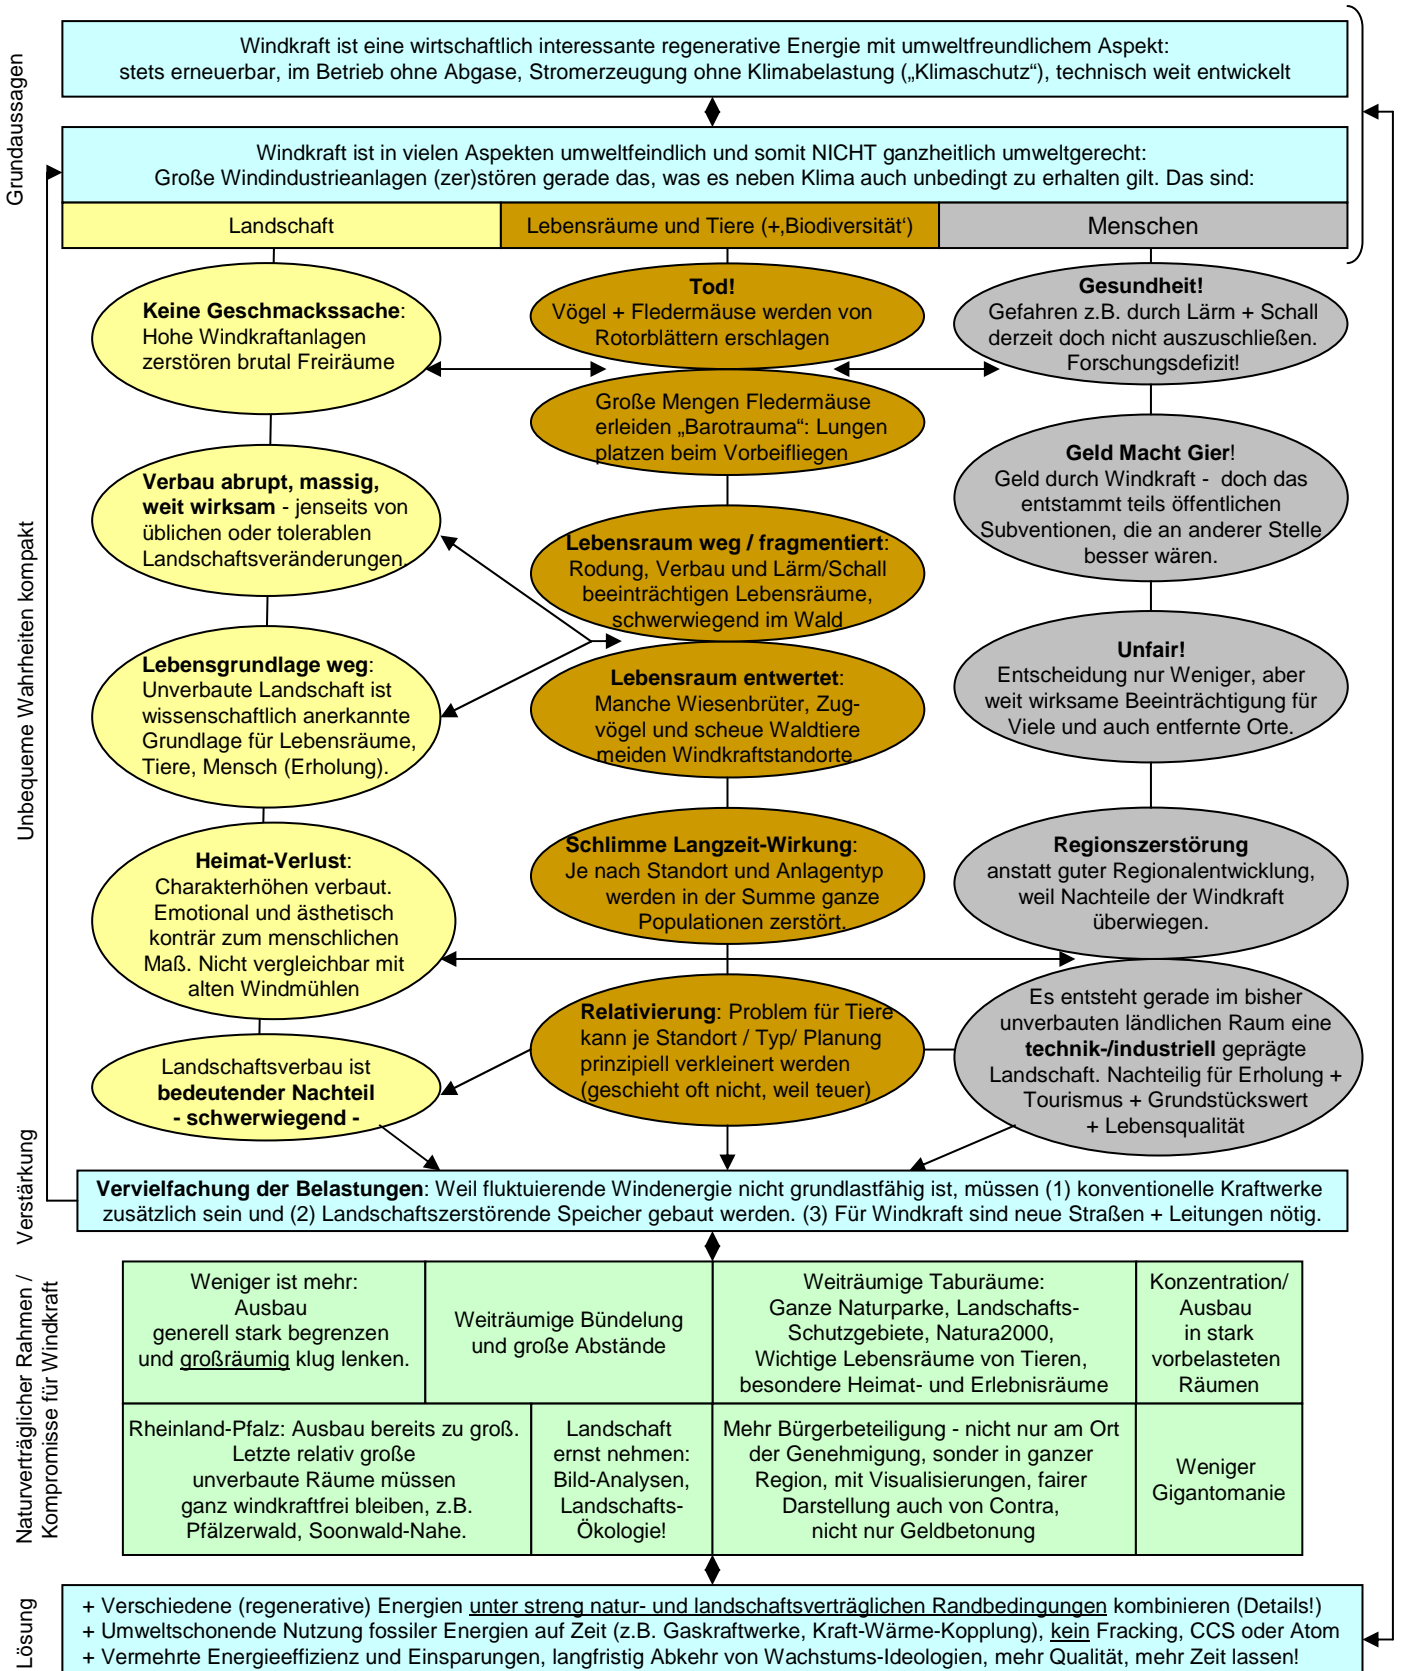 Grundaussagen
Windkraft ist eine wirtschaftlich interessante regenerative Energie mit umweltfreundlichem Aspekt:
stets erneuerbar, im Betrieb ohne Abgase, Stromerzeugung ohne Klimabelastung („Klimaschutz“), technisch weit entwickelt
Windkraft ist in vielen Aspekten umweltfeindlich und somit NICHT ganzheitlich umweltgerecht:
Große Windindustrieanlagen (zer)stören gerade das, was es neben Klima auch unbedingt zu erhalten gilt. Das sind:
Landschaft
Lebensräume und Tiere (+‚Biodiversität‘)
Menschen
Unbequeme Wahrheiten kompakt
Keine Geschmackssache:
Hohe Windkraftanlagen
zerstören brutal Freiräume
Verbau abrupt, massig,
weit wirksam - jenseits von
üblichen oder tolerablen
Landschaftsveränderungen.
Lebensgrundlage weg:
Unverbaute Landschaft ist
wissenschaftlich anerkannte
Grundlage für Lebensräume,
Tiere, Mensch (Erholung).
Heimat-Verlust:
Charakterhöhen verbaut.
Emotional und ästhetisch
konträr zum menschlichen
Maß. Nicht vergleichbar mit
alten Windmühlen
Landschaftsverbau ist
bedeutender Nachteil
- schwerwiegend -
Tod!
Vögel + Fledermäuse werden von
Rotorblättern erschlagen
Große Mengen Fledermäuse
erleiden „Barotrauma“: Lungen
platzen beim Vorbeifliegen
Lebensraum weg / fragmentiert:
Rodung, Verbau und Lärm/Schall
beeinträchtigen Lebensräume,
schwerwiegend im Wald
Lebensraum entwertet:
Manche Wiesenbrüter, Zug-
vögel und scheue Waldtiere
meiden Windkraftstandorte
Schlimme Langzeit-Wirkung:
Je nach Standort und Anlagentyp
werden in der Summe ganze
Populationen zerstört.
Relativierung: Problem für Tiere
kann je Standort / Typ/ Planung
prinzipiell verkleinert werden
(geschieht oft nicht, weil teuer)
Gesundheit!
Gefahren z.B. durch Lärm + Schall
derzeit doch nicht auszuschließen.
Forschungsdefizit!
Geld Macht Gier!
Geld durch Windkraft - doch das
entstammt teils öffentlichen
Subventionen, die an anderer Stelle
besser wären.
Unfair!
Entscheidung nur Weniger, aber
weit wirksame Beeinträchtigung für
Viele und auch entfernte Orte.
Regionszerstörung
anstatt guter Regionalentwicklung,
weil Nachteile der Windkraft
überwiegen.
Es entsteht gerade im bisher
unverbauten ländlichen Raum eine
technik-/industriell geprägte
Landschaft. Nachteilig für Erholung +
Tourismus + Grundstückswert
+ Lebensqualität
Verstärkung
Vervielfachung der Belastungen: Weil fluktuierende Windenergie nicht grundlastfähig ist, müssen (1) konventionelle Kraftwerke
zusätzlich sein und (2) Landschaftszerstörende Speicher gebaut werden. (3) Für Windkraft sind neue Straßen + Leitungen nötig.
Naturverträglicher Rahmen /
Kompromisse für Windkraft
Weniger ist mehr:
Ausbau
generell stark begrenzen
und großräumig klug lenken.
Weiträumige Bündelung
und große Abstände
Weiträumige Taburäume:
Ganze Naturparke, Landschafts-
Schutzgebiete, Natura2000,
Wichtige Lebensräume von Tieren,
besondere Heimat- und Erlebnisräume
Konzentration/
Ausbau
in stark
vorbelasteten
Räumen
Rheinland-Pfalz: Ausbau bereits zu groß.
Letzte relativ große
unverbaute Räume müssen
ganz windkraftfrei bleiben, z.B.
Pfälzerwald, Soonwald-Nahe.
Landschaft
ernst nehmen:
Bild-Analysen,
Landschafts-
Ökologie!
Mehr Bürgerbeteiligung - nicht nur am Ort
der Genehmigung, sonder in ganzer
Region, mit Visualisierungen, fairer
Darstellung auch von Contra,
nicht nur Geldbetonung
Weniger
Gigantomanie
Lösung
+ Verschiedene (regenerative) Energien unter streng natur- und landschaftsverträglichen Randbedingungen kombinieren (Details!)
+ Umweltschonende Nutzung fossiler Energien auf Zeit (z.B. Gaskraftwerke, Kraft-Wärme-Kopplung), kein Fracking, CCS oder Atom
+ Vermehrte Energieeffizienz und Einsparungen, langfristig Abkehr von Wachstums-Ideologien, mehr Qualität, mehr Zeit lassen!